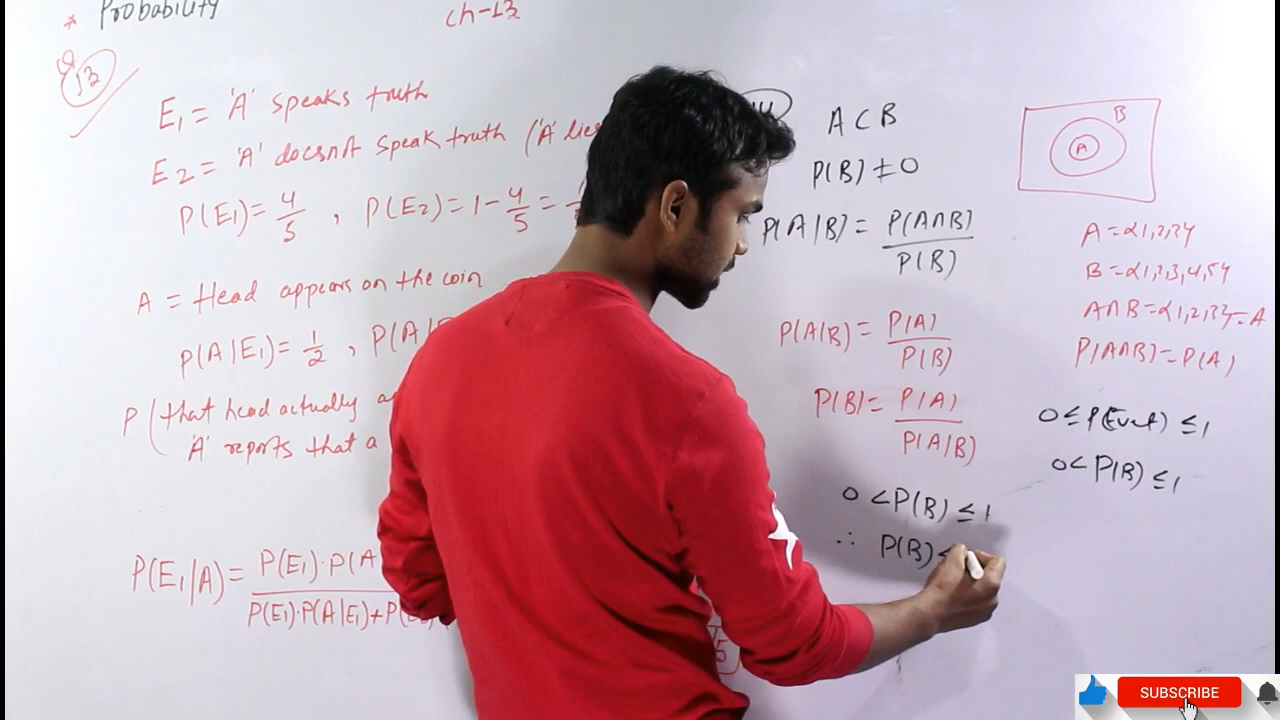 * Probability
ch-13
Q 13
E1 = 'A' speaks truth
E2 = 'A' doesn't speak truth ('A' lies
P(E1) = 4/5 , P(E2) = 1 - 4/5 =
A = Head appears on the coin
P(A|E1) = 1/2 , P(A|
P (that head actually
'A' reports that a
P(E1|A) = P(E1)·P(A / P(E1)·P(A|E1)+P(
A⊂B
P(B) ≠ 0
P(A|B) = P(A∩B) / P(B)
P(A|B) = P(A) / P(B)
P(B) = P(A) / P(A|B)
0 < P(B) ≤ 1
∴ P(B) ≤
B
A
A = {1,2,3}
B = {1,2,3,4,5}
A∩B = {1,2,3} = A
P(A∩B) = P(A)
0 ≤ P(Event) ≤ 1
0 < P(B) ≤ 1
SUBSCRIBE